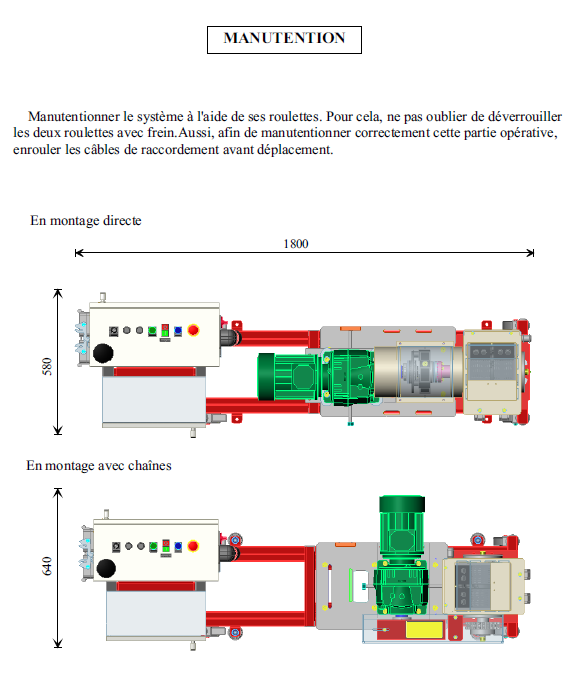 MANUTENTION
Manutentionner le système à l'aide de ses roulettes. Pour cela, ne pas oublier de déverrouiller
les deux roulettes avec frein.Aussi, afin de manutentionner correctement cette partie opérative,
enrouler les câbles de raccordement avant déplacement.
En montage directe
1800
580
En montage avec chaînes
640